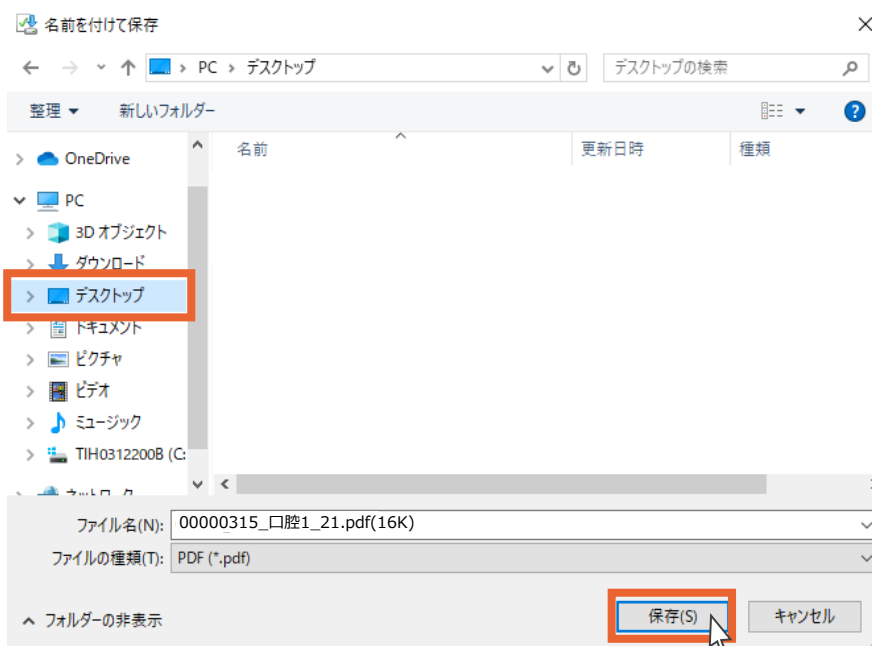 名前を付けて保存
PC › デスクトップ
デスクトップの検索
整理
新しいフォルダー
?
名前
更新日時
種類
OneDrive
PC
3D オブジェクト
ダウンロード
デスクトップ
ドキュメント
ピクチャ
ビデオ
ミュージック
TIH0312200B (C:
ネットワーク
ファイル名(N): 00000315_口腔1_21.pdf(16K)
ファイルの種類(T): PDF (*.pdf)
フォルダーの非表示
保存(S)
キャンセル